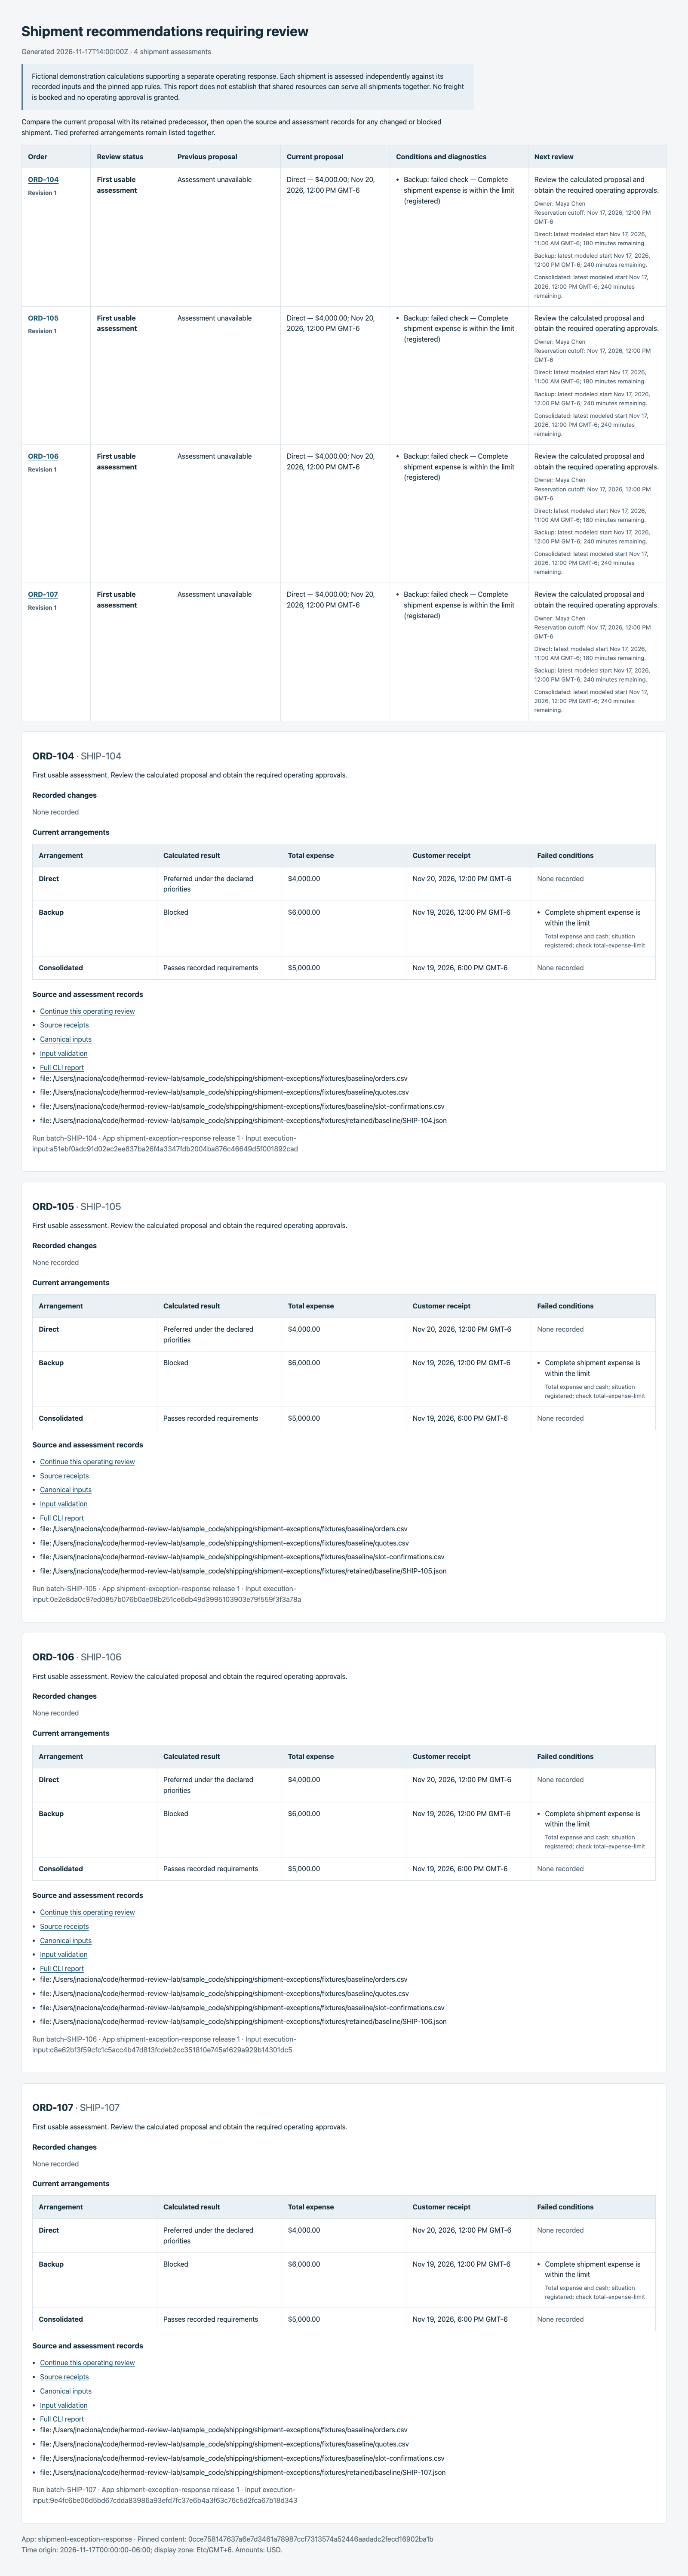 Shipment recommendations requiring review
Generated 2026-11-17T14:00:00Z · 4 shipment assessments
Fictional demonstration calculations supporting a separate operating response. Each shipment is assessed independently against its
recorded inputs and the pinned app rules. This report does not establish that shared resources can serve all shipments together. No freight
is booked and no operating approval is granted.
Compare the current proposal with its retained predecessor, then open the source and assessment records for any changed or blocked
shipment. Tied preferred arrangements remain listed together.
Order
Review status
Previous proposal
Current proposal
Conditions and diagnostics
Next review
ORD-104
Revision 1
First usable
assessment
Assessment unavailable
Direct — $4,000.00; Nov 20,
2026, 12:00 PM GMT-6
• Backup: failed check — Complete
shipment expense is within the limit
(registered)
Review the calculated proposal and
obtain the required operating approvals.
Owner: Maya Chen
Reservation cutoff: Nov 17, 2026, 12:00 PM
GMT-6
Direct: latest modeled start Nov 17, 2026,
11:00 AM GMT-6; 180 minutes remaining.
Backup: latest modeled start Nov 17, 2026,
12:00 PM GMT-6; 240 minutes remaining.
Consolidated: latest modeled start Nov 17,
2026, 12:00 PM GMT-6; 240 minutes
remaining.
ORD-105
Revision 1
First usable
assessment
Assessment unavailable
Direct — $4,000.00; Nov 20,
2026, 12:00 PM GMT-6
• Backup: failed check — Complete
shipment expense is within the limit
(registered)
Review the calculated proposal and
obtain the required operating approvals.
Owner: Maya Chen
Reservation cutoff: Nov 17, 2026, 12:00 PM
GMT-6
Direct: latest modeled start Nov 17, 2026,
11:00 AM GMT-6; 180 minutes remaining.
Backup: latest modeled start Nov 17, 2026,
12:00 PM GMT-6; 240 minutes remaining.
Consolidated: latest modeled start Nov 17,
2026, 12:00 PM GMT-6; 240 minutes
remaining.
ORD-106
Revision 1
First usable
assessment
Assessment unavailable
Direct — $4,000.00; Nov 20,
2026, 12:00 PM GMT-6
• Backup: failed check — Complete
shipment expense is within the limit
(registered)
Review the calculated proposal and
obtain the required operating approvals.
Owner: Maya Chen
Reservation cutoff: Nov 17, 2026, 12:00 PM
GMT-6
Direct: latest modeled start Nov 17, 2026,
11:00 AM GMT-6; 180 minutes remaining.
Backup: latest modeled start Nov 17, 2026,
12:00 PM GMT-6; 240 minutes remaining.
Consolidated: latest modeled start Nov 17,
2026, 12:00 PM GMT-6; 240 minutes
remaining.
ORD-107
Revision 1
First usable
assessment
Assessment unavailable
Direct — $4,000.00; Nov 20,
2026, 12:00 PM GMT-6
• Backup: failed check — Complete
shipment expense is within the limit
(registered)
Review the calculated proposal and
obtain the required operating approvals.
Owner: Maya Chen
Reservation cutoff: Nov 17, 2026, 12:00 PM
GMT-6
Direct: latest modeled start Nov 17, 2026,
11:00 AM GMT-6; 180 minutes remaining.
Backup: latest modeled start Nov 17, 2026,
12:00 PM GMT-6; 240 minutes remaining.
Consolidated: latest modeled start Nov 17,
2026, 12:00 PM GMT-6; 240 minutes
remaining.
ORD-104 · SHIP-104
First usable assessment. Review the calculated proposal and obtain the required operating approvals.
Recorded changes
None recorded
Current arrangements
Arrangement
Calculated result
Total expense
Customer receipt
Failed conditions
Direct
Preferred under the declared
priorities
$4,000.00
Nov 20, 2026, 12:00 PM GMT-6
None recorded
Backup
Blocked
$6,000.00
Nov 19, 2026, 12:00 PM GMT-6
• Complete shipment expense is
within the limit
Total expense and cash; situation
registered; check total-expense-limit
Consolidated
Passes recorded requirements
$5,000.00
Nov 19, 2026, 6:00 PM GMT-6
None recorded
Source and assessment records
• Continue this operating review
• Source receipts
• Canonical inputs
• Input validation
• Full CLI report
• file: /Users/jnaciona/code/hermod-review-lab/sample_code/shipping/shipment-exceptions/fixtures/baseline/orders.csv
• file: /Users/jnaciona/code/hermod-review-lab/sample_code/shipping/shipment-exceptions/fixtures/baseline/quotes.csv
• file: /Users/jnaciona/code/hermod-review-lab/sample_code/shipping/shipment-exceptions/fixtures/baseline/slot-confirmations.csv
• file: /Users/jnaciona/code/hermod-review-lab/sample_code/shipping/shipment-exceptions/fixtures/retained/baseline/SHIP-104.json
Run batch-SHIP-104 · App shipment-exception-response release 1 · Input execution-
input:a51ebf0adc91d02ec2ee837ba26f4a3347fdb2004ba876c46649d5f001892cad
ORD-105 · SHIP-105
First usable assessment. Review the calculated proposal and obtain the required operating approvals.
Recorded changes
None recorded
Current arrangements
Arrangement
Calculated result
Total expense
Customer receipt
Failed conditions
Direct
Preferred under the declared
priorities
$4,000.00
Nov 20, 2026, 12:00 PM GMT-6
None recorded
Backup
Blocked
$6,000.00
Nov 19, 2026, 12:00 PM GMT-6
• Complete shipment expense is
within the limit
Total expense and cash; situation
registered; check total-expense-limit
Consolidated
Passes recorded requirements
$5,000.00
Nov 19, 2026, 6:00 PM GMT-6
None recorded
Source and assessment records
• Continue this operating review
• Source receipts
• Canonical inputs
• Input validation
• Full CLI report
• file: /Users/jnaciona/code/hermod-review-lab/sample_code/shipping/shipment-exceptions/fixtures/baseline/orders.csv
• file: /Users/jnaciona/code/hermod-review-lab/sample_code/shipping/shipment-exceptions/fixtures/baseline/quotes.csv
• file: /Users/jnaciona/code/hermod-review-lab/sample_code/shipping/shipment-exceptions/fixtures/baseline/slot-confirmations.csv
• file: /Users/jnaciona/code/hermod-review-lab/sample_code/shipping/shipment-exceptions/fixtures/retained/baseline/SHIP-105.json
Run batch-SHIP-105 · App shipment-exception-response release 1 · Input execution-
input:0e2e8da0c97ed0857b076b0ae08b251ce6db49d3995103903e79f559f3f3a78a
ORD-106 · SHIP-106
First usable assessment. Review the calculated proposal and obtain the required operating approvals.
Recorded changes
None recorded
Current arrangements
Arrangement
Calculated result
Total expense
Customer receipt
Failed conditions
Direct
Preferred under the declared
priorities
$4,000.00
Nov 20, 2026, 12:00 PM GMT-6
None recorded
Backup
Blocked
$6,000.00
Nov 19, 2026, 12:00 PM GMT-6
• Complete shipment expense is
within the limit
Total expense and cash; situation
registered; check total-expense-limit
Consolidated
Passes recorded requirements
$5,000.00
Nov 19, 2026, 6:00 PM GMT-6
None recorded
Source and assessment records
• Continue this operating review
• Source receipts
• Canonical inputs
• Input validation
• Full CLI report
• file: /Users/jnaciona/code/hermod-review-lab/sample_code/shipping/shipment-exceptions/fixtures/baseline/orders.csv
• file: /Users/jnaciona/code/hermod-review-lab/sample_code/shipping/shipment-exceptions/fixtures/baseline/quotes.csv
• file: /Users/jnaciona/code/hermod-review-lab/sample_code/shipping/shipment-exceptions/fixtures/baseline/slot-confirmations.csv
• file: /Users/jnaciona/code/hermod-review-lab/sample_code/shipping/shipment-exceptions/fixtures/retained/baseline/SHIP-106.json
Run batch-SHIP-106 · App shipment-exception-response release 1 · Input execution-
input:c8e62bf3f59cfc1c5acc4b47d813fcdeb2cc351810e745a1629a929b14301dc5
ORD-107 · SHIP-107
First usable assessment. Review the calculated proposal and obtain the required operating approvals.
Recorded changes
None recorded
Current arrangements
Arrangement
Calculated result
Total expense
Customer receipt
Failed conditions
Direct
Preferred under the declared
priorities
$4,000.00
Nov 20, 2026, 12:00 PM GMT-6
None recorded
Backup
Blocked
$6,000.00
Nov 19, 2026, 12:00 PM GMT-6
• Complete shipment expense is
within the limit
Total expense and cash; situation
registered; check total-expense-limit
Consolidated
Passes recorded requirements
$5,000.00
Nov 19, 2026, 6:00 PM GMT-6
None recorded
Source and assessment records
• Continue this operating review
• Source receipts
• Canonical inputs
• Input validation
• Full CLI report
• file: /Users/jnaciona/code/hermod-review-lab/sample_code/shipping/shipment-exceptions/fixtures/baseline/orders.csv
• file: /Users/jnaciona/code/hermod-review-lab/sample_code/shipping/shipment-exceptions/fixtures/baseline/quotes.csv
• file: /Users/jnaciona/code/hermod-review-lab/sample_code/shipping/shipment-exceptions/fixtures/baseline/slot-confirmations.csv
• file: /Users/jnaciona/code/hermod-review-lab/sample_code/shipping/shipment-exceptions/fixtures/retained/baseline/SHIP-107.json
Run batch-SHIP-107 · App shipment-exception-response release 1 · Input execution-
input:9e4fc6be06d5bd67cdda83986a93efd7fc37e6b4a3f63c76c5d2fca67b18d343
App: shipment-exception-response · Pinned content: 0cce758147637a6e7d3461a78987ccf7313574a52446aadadc2fecd16902ba1b
Time origin: 2026-11-17T00:00:00-06:00; display zone: Etc/GMT+6. Amounts: USD.